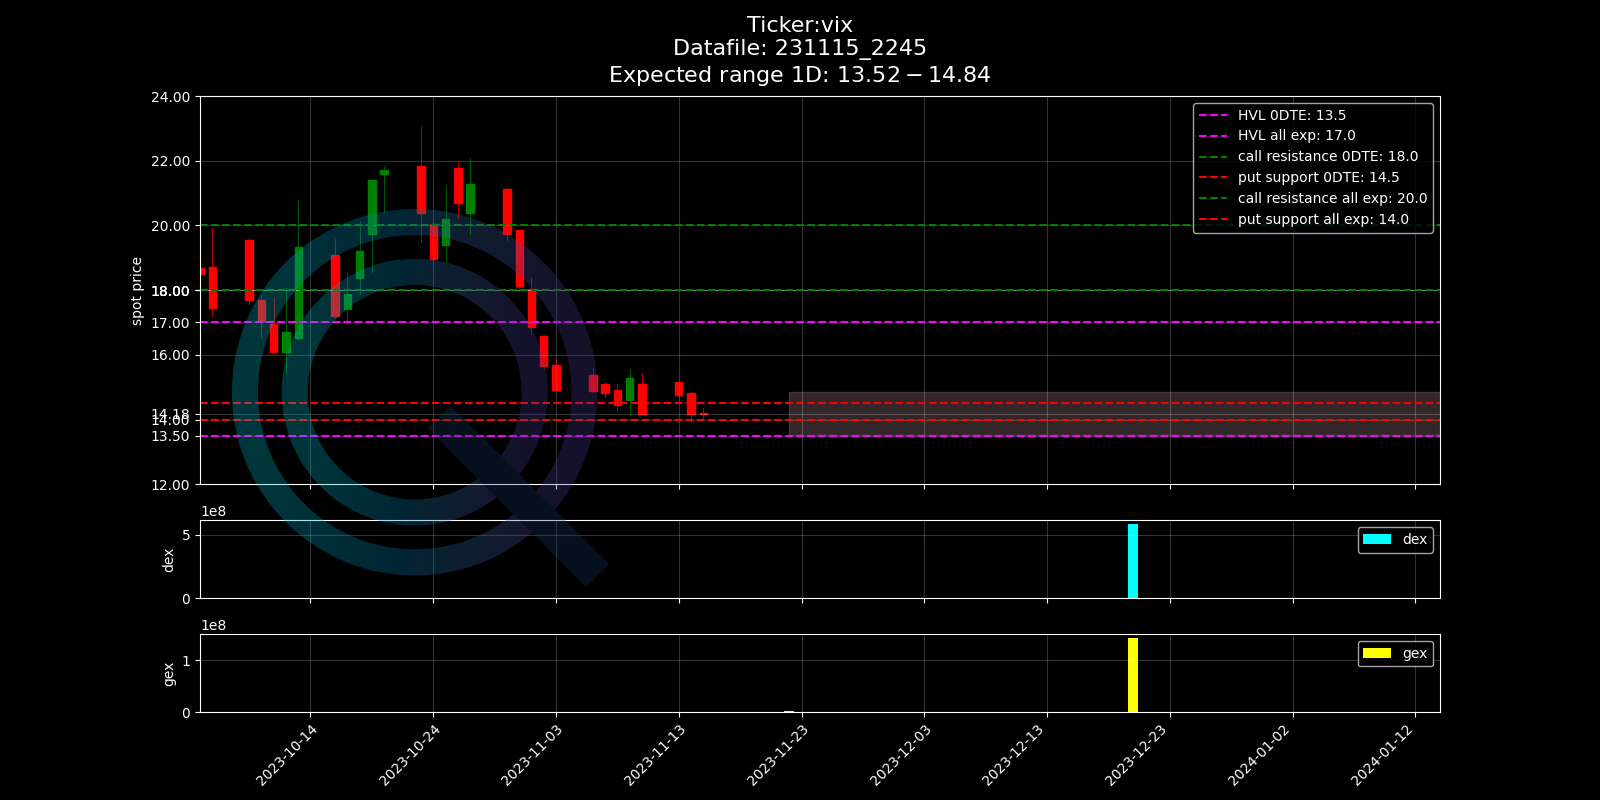 Ticker:vix
Datafile: 231115_2245
Expected range 1D: 13.52 − 14.84
24.00
22.00
20.00
18.00
17.00
16.00
14.18
14.00
13.50
12.00
spot price
HVL 0DTE: 13.5
HVL all exp: 17.0
call resistance 0DTE: 18.0
put support 0DTE: 14.5
call resistance all exp: 20.0
put support all exp: 14.0
1e8
5
0
dex
dex
1e8
1
0
gex
gex
2023-10-14
2023-10-24
2023-11-03
2023-11-13
2023-11-23
2023-12-03
2023-12-13
2023-12-23
2024-01-02
2024-01-12